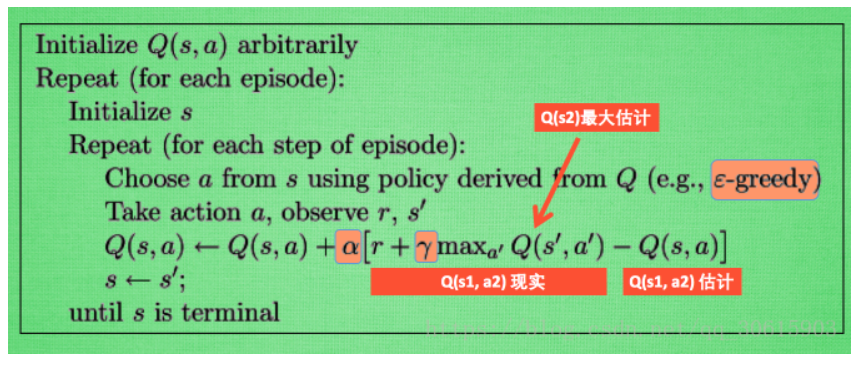 Initialize Q(s, a) arbitrarily
Repeat (for each episode):
Initialize s
Q(s2)最大估计
Repeat (for each step of episode):
Choose a from s using policy derived from Q (e.g., ε-greedy)
Take action a, observe r, s′
Q(s, a) ← Q(s, a) + α[r + γ maxa′ Q(s′, a′) − Q(s, a)]
s ← s′;
Q(s1, a2) 现实
Q(s1, a2) 估计
until s is terminal